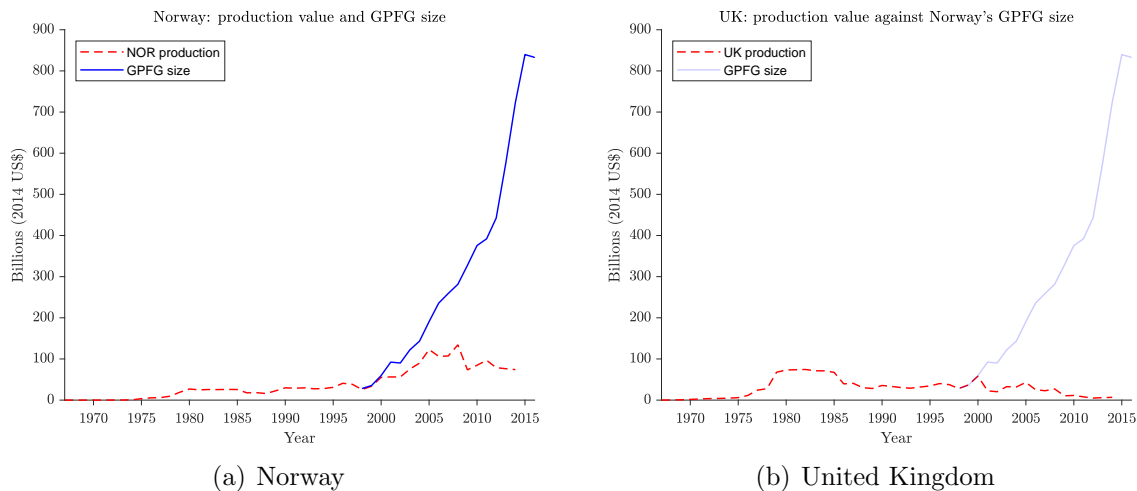 Norway: production value and GPFG size
900
800
700
600
500
400
300
200
100
0
Billions (2014 US$)
NOR production
GPFG size
1970 1975 1980 1985 1990 1995 2000 2005 2010 2015
Year
(a) Norway
UK: production value against Norway's GPFG size
900
800
700
600
500
400
300
200
100
0
Billions (2014 US$)
UK production
GPFG size
1970 1975 1980 1985 1990 1995 2000 2005 2010 2015
Year
(b) United Kingdom